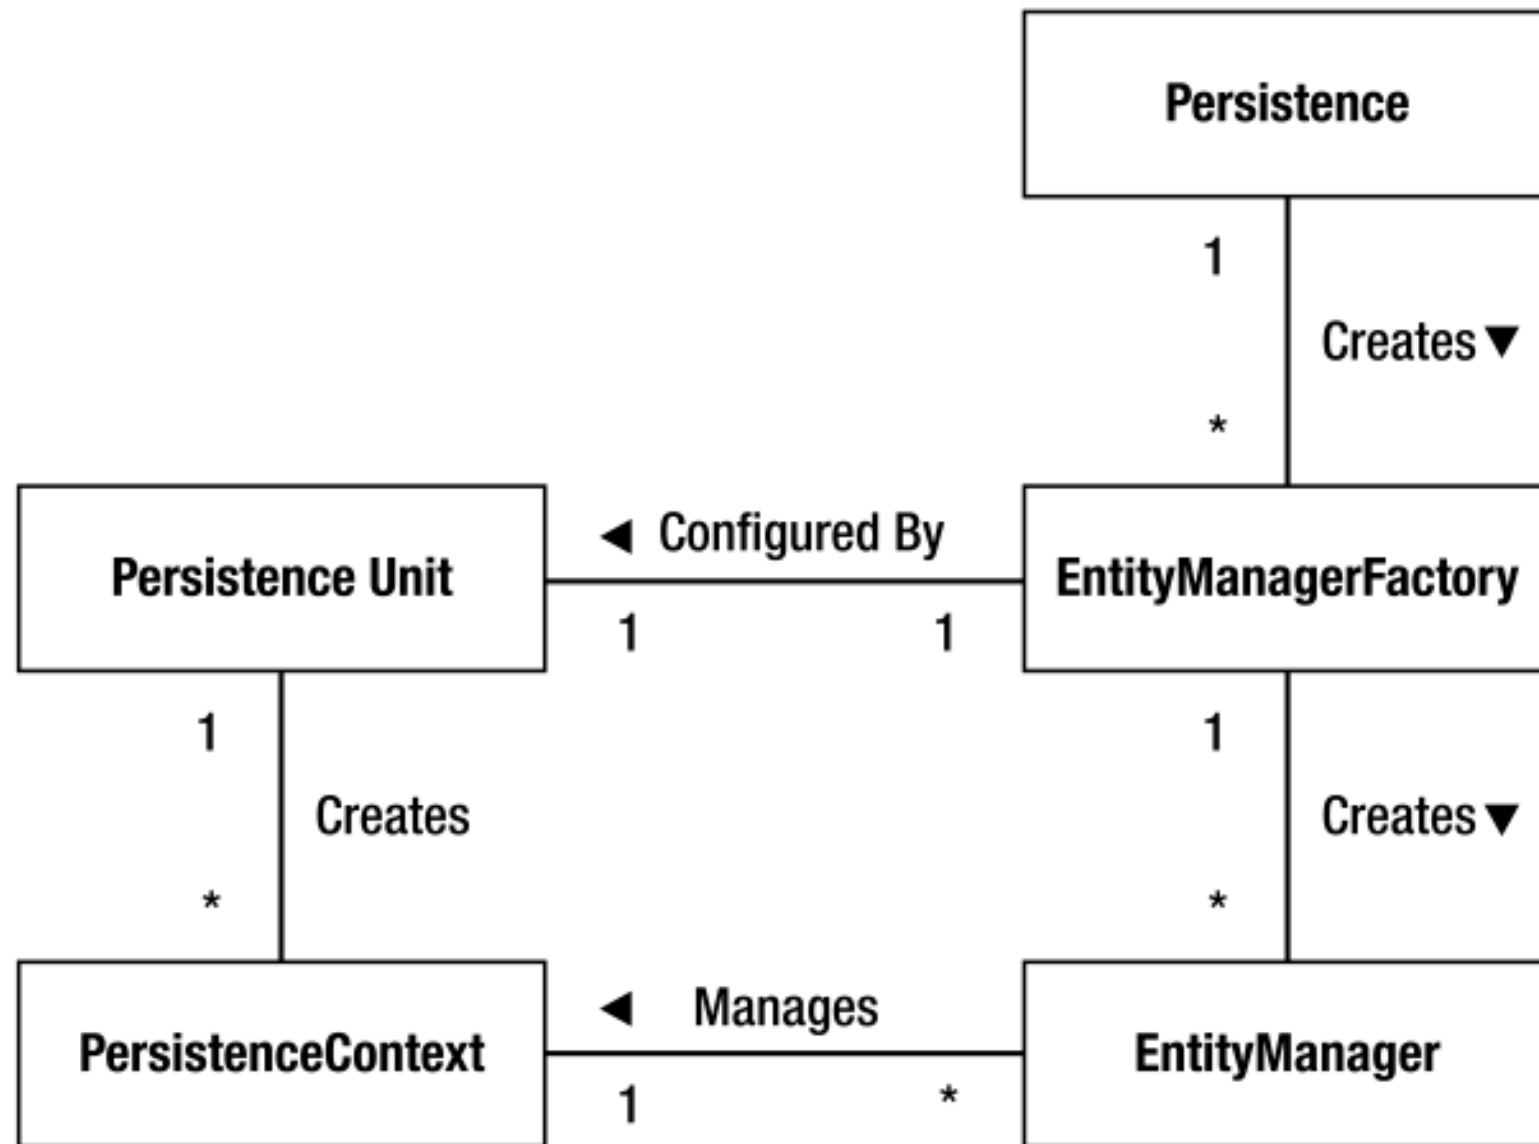 Persistence
1
Creates ▼
*
◄ Configured By
Persistence Unit
EntityManagerFactory
1 1
1 1
Creates Creates ▼
* *
◄ Manages
PersistenceContext
EntityManager
1 *